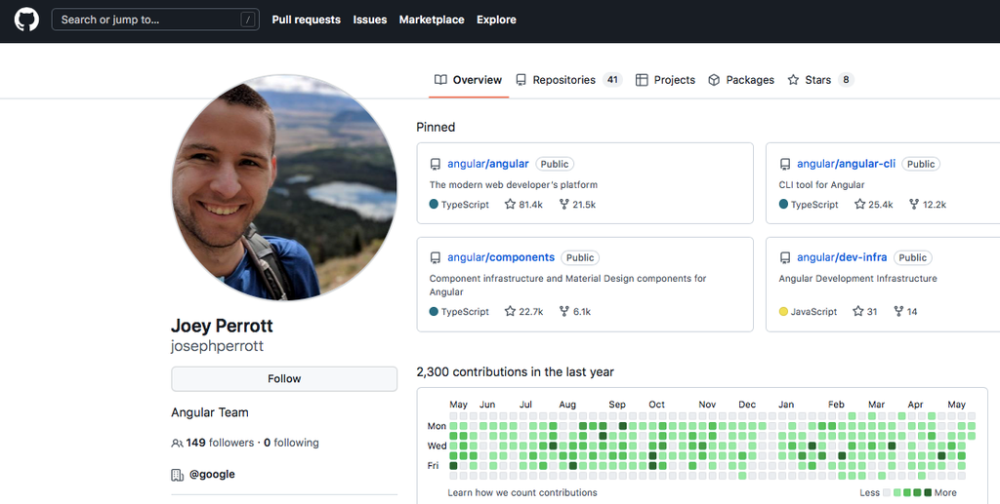 Search or jump to... /
Pull requests Issues Marketplace Explore
Overview Repositories 41 Projects Packages Stars 8
Pinned
angular/angular Public
The modern web developer's platform
TypeScript 81.4k 21.5k
angular/angular-cli Public
CLI tool for Angular
TypeScript 25.4k 12.2k
angular/components Public
Component infrastructure and Material Design components for
Angular
TypeScript 22.7k 6.1k
angular/dev-infra Public
Angular Development Infrastructure
JavaScript 31 14
Joey Perrott
josephperrott
Follow
Angular Team
149 followers · 0 following
@google
2,300 contributions in the last year
May Jun Jul Aug Sep Oct Nov Dec Jan Feb Mar Apr May
Mon
Wed
Fri
Learn how we count contributions
Less More